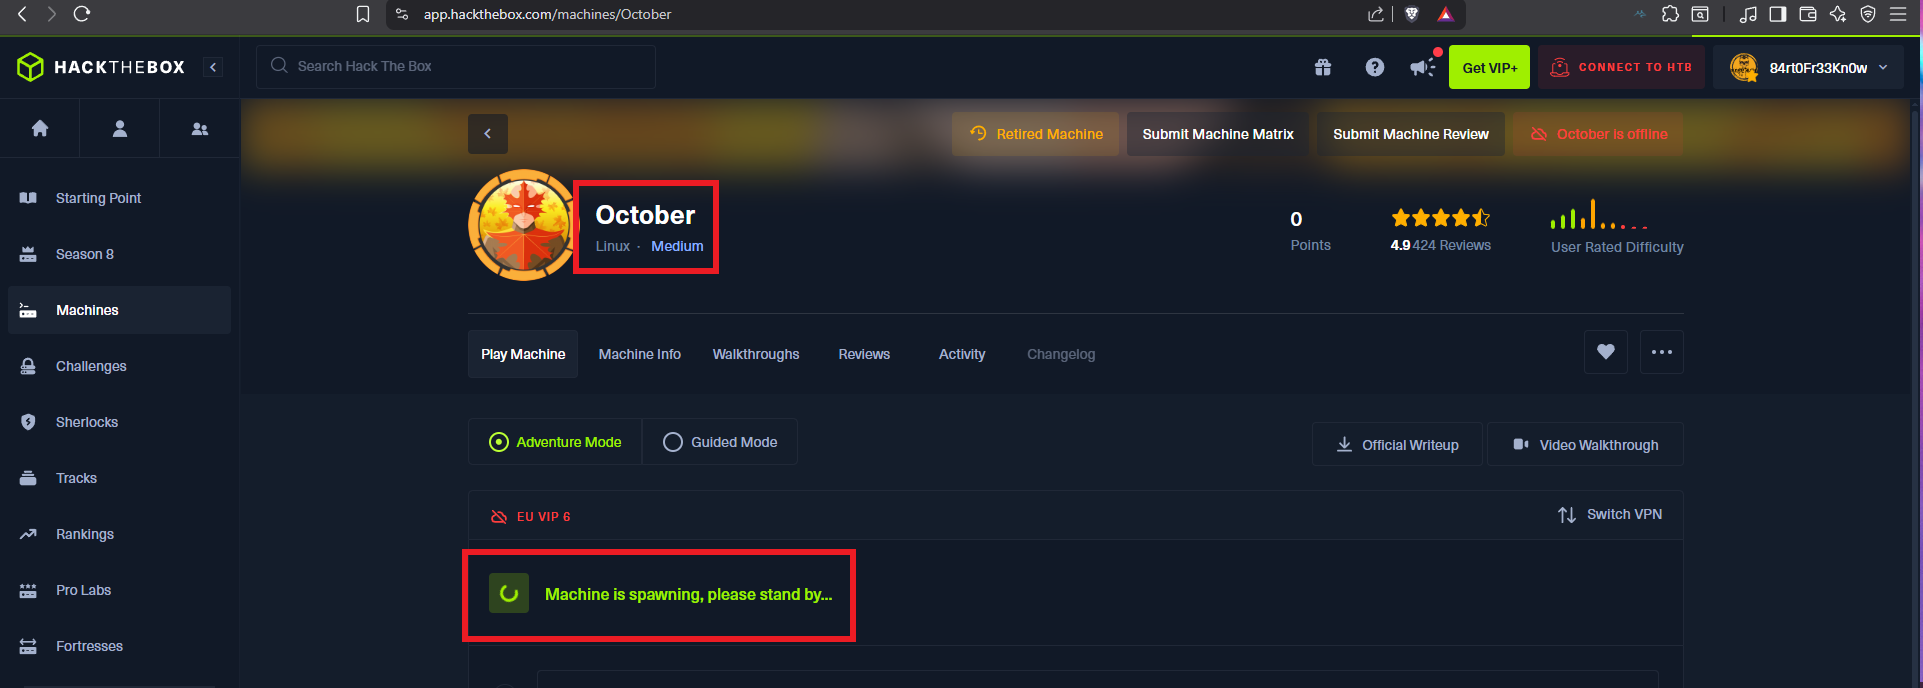 app.hackthebox.com/machines/October
HACKTHEBOX
Search Hack The Box
Get VIP+
CONNECT TO HTB
84rt0Fr33Kn0w
Retired Machine
Submit Machine Matrix
Submit Machine Review
October is offline
Starting Point
Season 8
Machines
Challenges
Sherlocks
Tracks
Rankings
Pro Labs
Fortresses
October
Linux · Medium
0
Points
4.9 424 Reviews
User Rated Difficulty
Play Machine
Machine Info
Walkthroughs
Reviews
Activity
Changelog
Adventure Mode
Guided Mode
Official Writeup
Video Walkthrough
EU VIP 6
Switch VPN
Machine is spawning, please stand by...